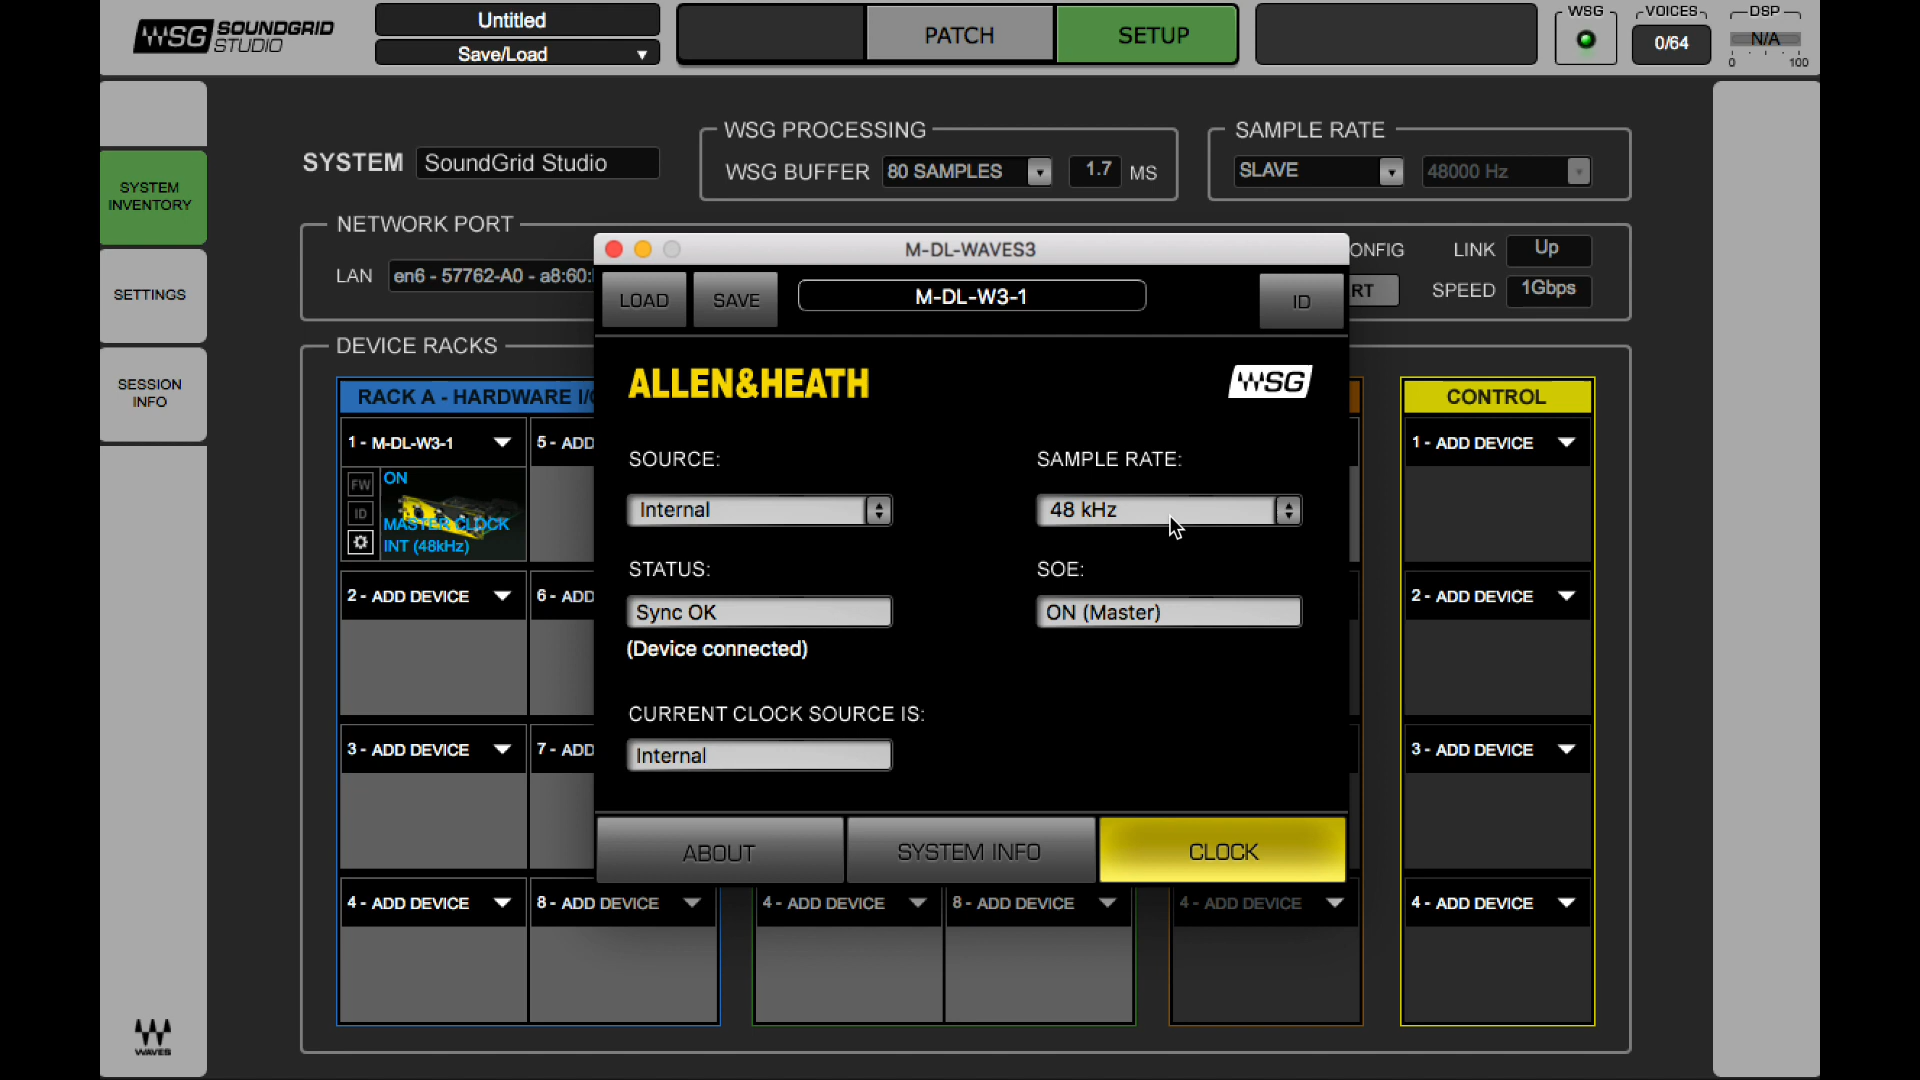 WSG SOUNDGRID STUDIO
Untitled
Save/Load
PATCH
SETUP
WSG
VOICES
0/64
DSP
N/A
0 100
SYSTEM INVENTORY
SETTINGS
SESSION INFO
WAVES
SYSTEM SoundGrid Studio
WSG PROCESSING
WSG BUFFER 80 SAMPLES 1.7 MS
SAMPLE RATE
SLAVE 48000 Hz
NETWORK PORT
LAN en6 - 57762-A0 - a8:60:
ONFIG
RT
LINK Up
SPEED 1Gbps
DEVICE RACKS
RACK A - HARDWARE I/O
1 - M-DL-W3-1
FW
ID
ON
MASTER CLOCK
INT (48kHz)
5 - ADD
2 - ADD DEVICE
6 - ADD
3 - ADD DEVICE
7 - ADD
4 - ADD DEVICE
8 - ADD DEVICE
4 - ADD DEVICE
8 - ADD DEVICE
4 - ADD DEVICE
CONTROL
1 - ADD DEVICE
2 - ADD DEVICE
3 - ADD DEVICE
4 - ADD DEVICE
M-DL-WAVES3
LOAD
SAVE
M-DL-W3-1
ID
ALLEN&HEATH
WSG
SOURCE:
Internal
SAMPLE RATE:
48 kHz
STATUS:
Sync OK
(Device connected)
SOE:
ON (Master)
CURRENT CLOCK SOURCE IS:
Internal
ABOUT
SYSTEM INFO
CLOCK